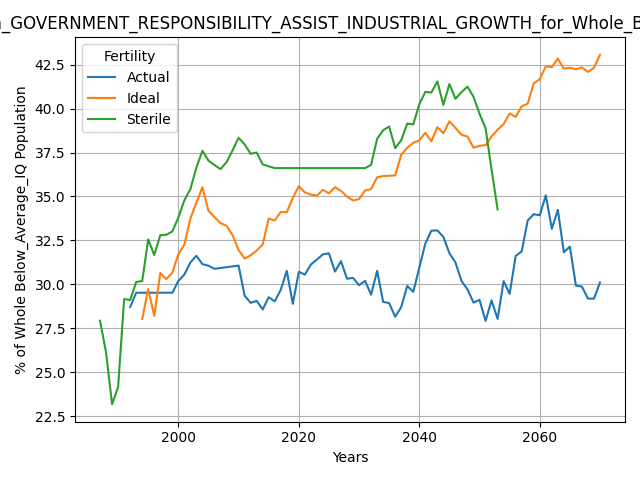 GOVERNMENT_RESPONSIBILITY_ASSIST_INDUSTRIAL_GROWTH_for_Whole_B
Fertility
Actual
Ideal
Sterile
% of Whole Below_Average_IQ Population
42.5
40.0
37.5
35.0
32.5
30.0
27.5
25.0
22.5
2000
2020
2040
2060
Years